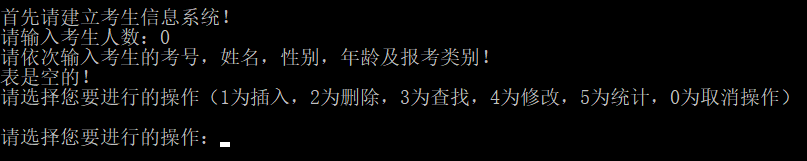 首先请建立考生信息系统!
请输入考生人数:0
请依次输入考生的考号,姓名,性别,年龄及报考类别!
表是空的!
请选择您要进行的操作(1为插入,2为删除,3为查找,4为修改,5为统计,0为取消操作)
请选择您要进行的操作: